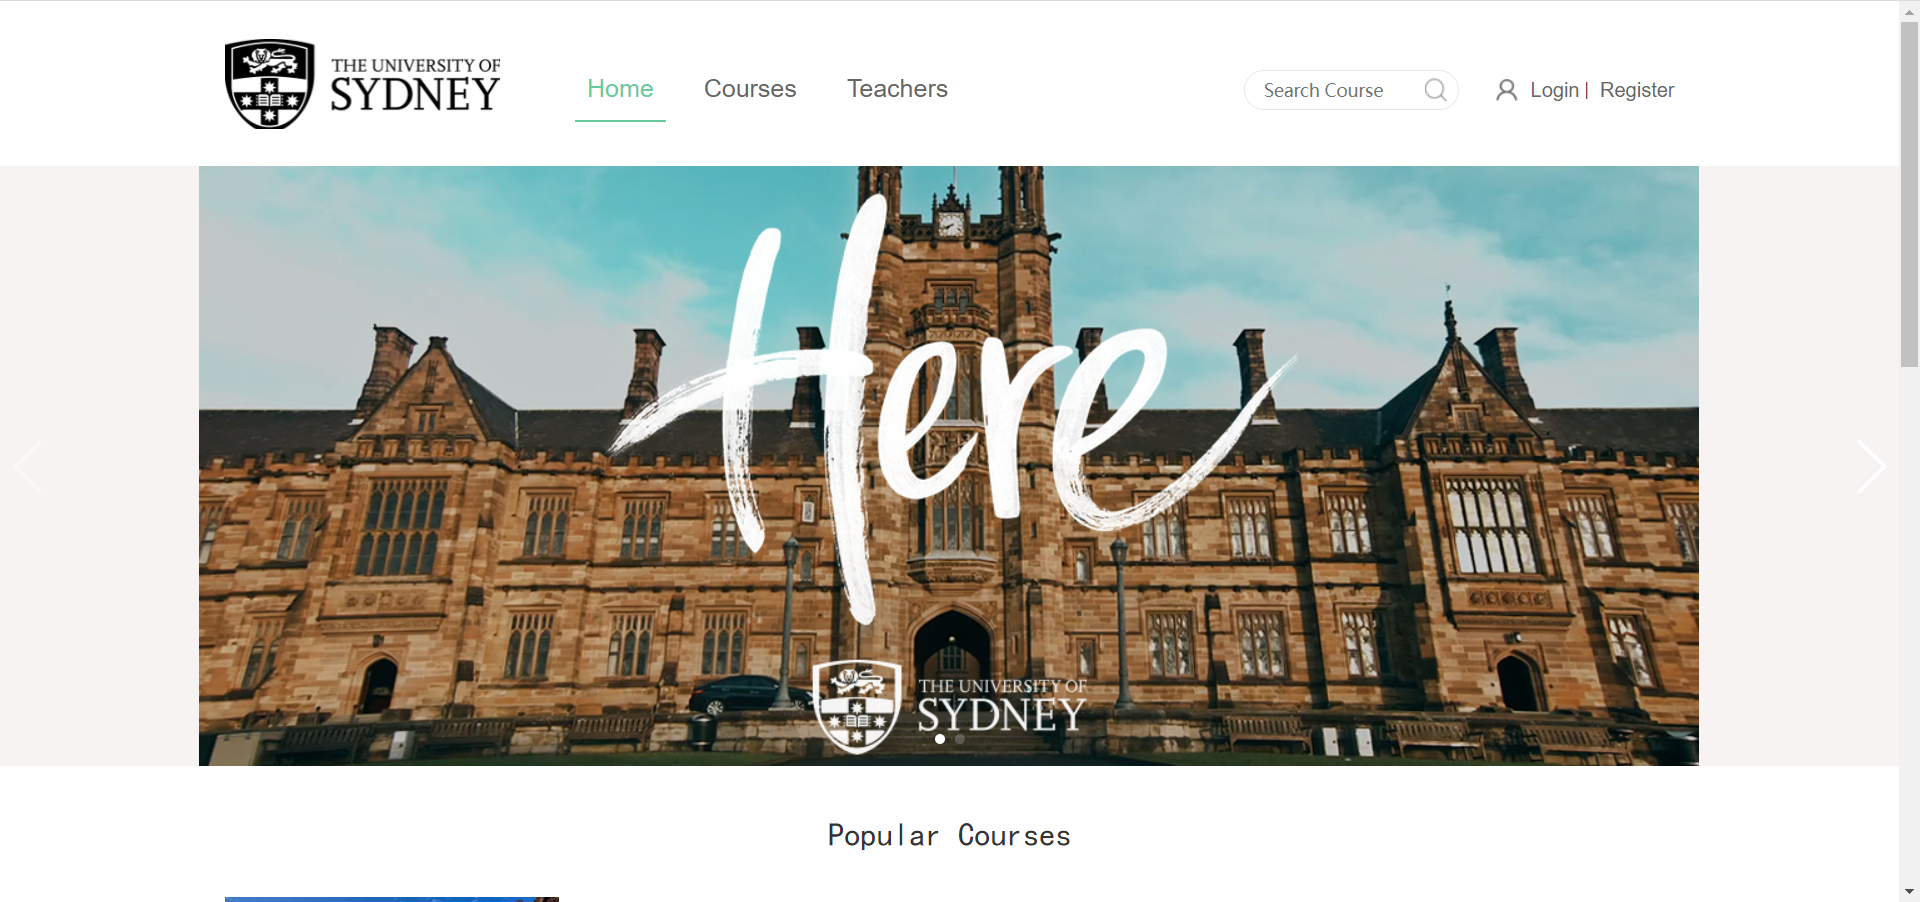 THE UNIVERSITY OF
SYDNEY
Home
Courses
Teachers
Search Course
Login | Register
Here
THE UNIVERSITY OF
SYDNEY
Popular Courses